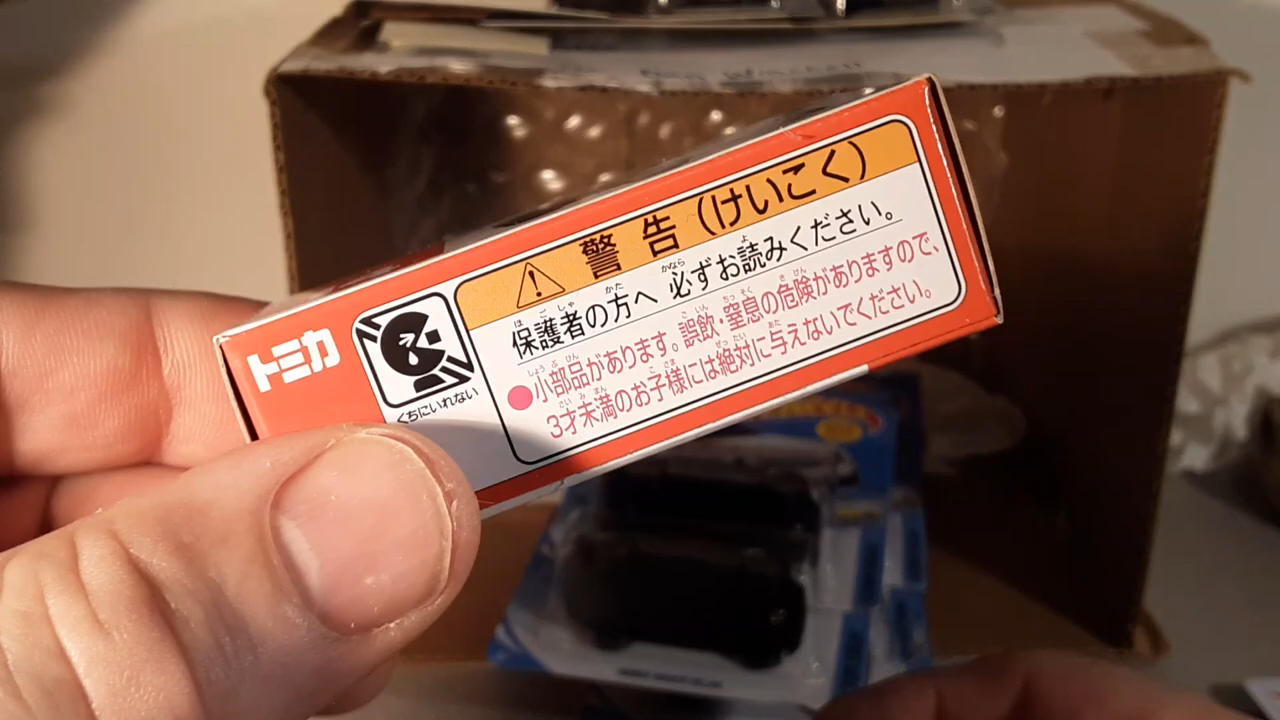 トミカ
くちにいれない
警告(けいこく)
保護者の方へ 必ずお読みください。
●小部品があります。誤飲・窒息の危険がありますので、
3才未満のお子様には絶対に与えないでください。